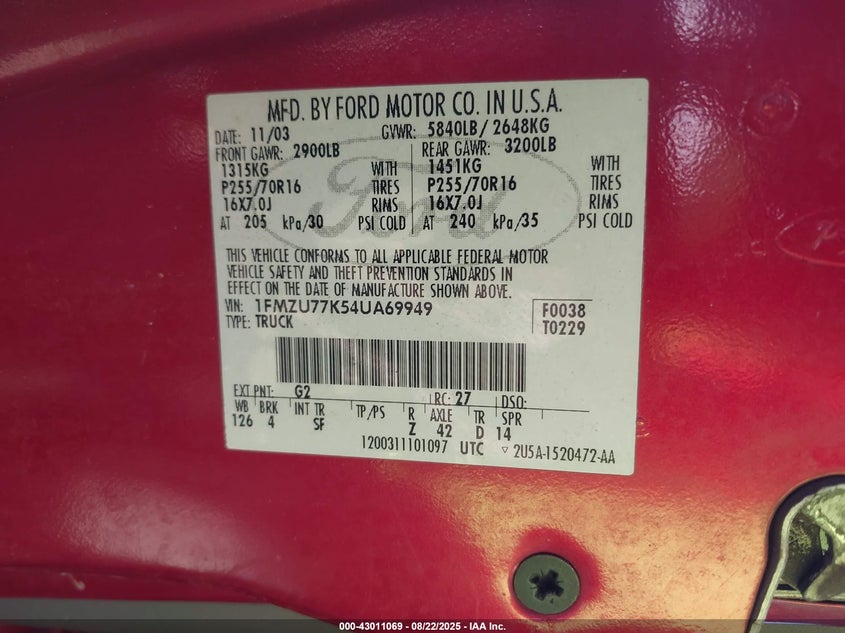 MFD. BY FORD MOTOR CO. IN U.S.A.
DATE: 11/03 GVWR: 5840LB / 2648KG
FRONT GAWR: 2900LB REAR GAWR: 3200LB
1315KG WITH 1451KG WITH
P255/70R16 TIRES P255/70R16 TIRES
16X7.0J RIMS 16X7.0J RIMS
AT 205 kPa/30 PSI COLD AT 240 kPa/35 PSI COLD
Ford
THIS VEHICLE CONFORMS TO ALL APPLICABLE FEDERAL MOTOR
VEHICLE SAFETY AND THEFT PREVENTION STANDARDS IN
EFFECT ON THE DATE OF MANUFACTURE SHOWN ABOVE.
VIN: 1FMZU77K54UA69949 F0038
TYPE: TRUCK T0229
EXT PNT: G2 RC: 27 DSO:
WB BRK INT TR TP/PS R AXLE TR SPR
126 4 SF Z 42 D 14
1200311101097 UTC ▽ 2U5A-1520472-AA
000-43011069 - 08/22/2025 - IAA Inc.